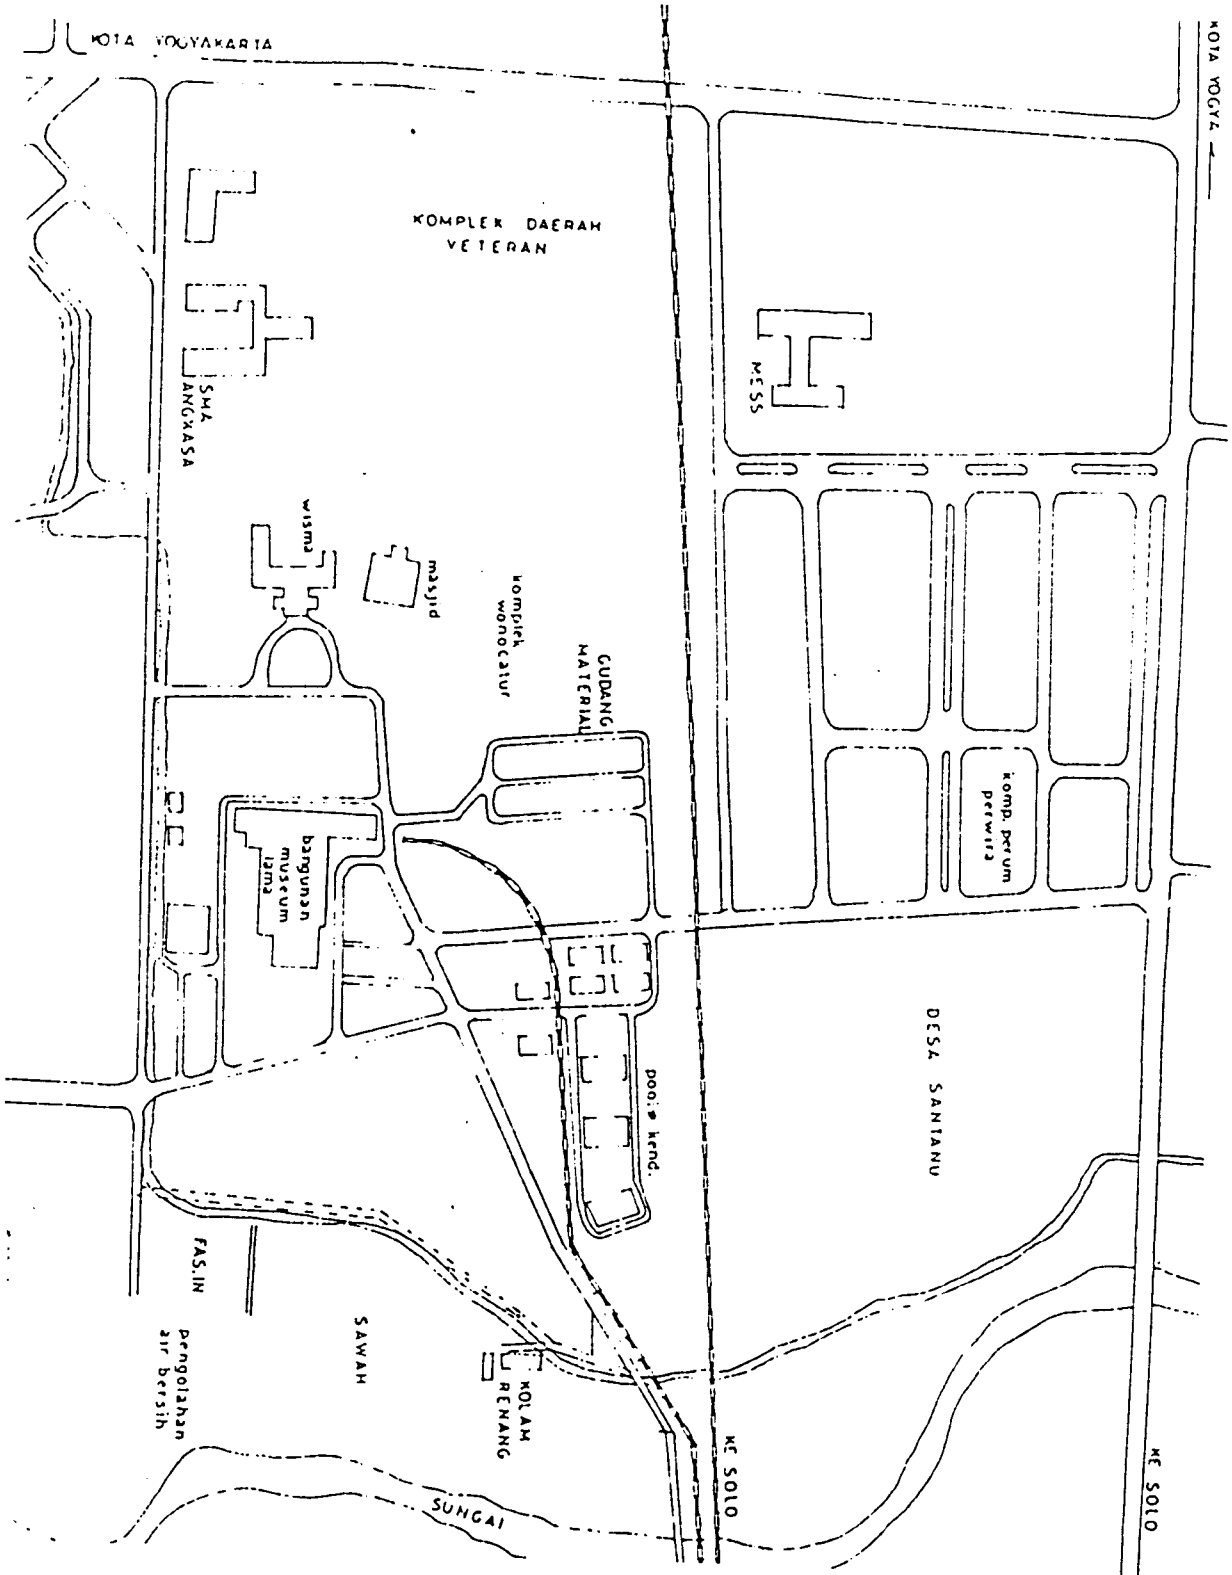 KOTA YOGYAKARTA
KOTA YOGYA
KOMPLEK DAERAH
VETERAN
MESS
SMA
ANGKASA
wisma
masjid
komplek
wonocatur
GUDANG
MATERIAL
komp. perum
perwira
bangunan
museum
lama
DESA SANTANU
poole kend.
FAS.IN
pengolahan
air bersih
SAWAH
KOLAM
RENANG
KE SOLO
KE SOLO
SUNGAI